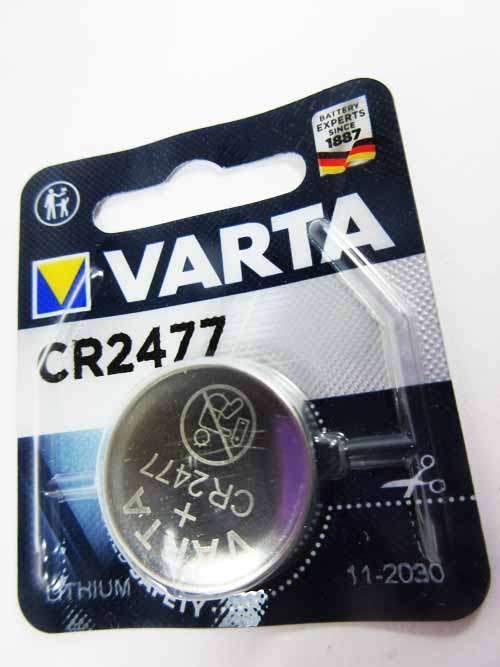 BATTERY
EXPERTS
SINCE
1887
VARTA
CR2477
CR2477
+
VARTA
LITHIUM
11-2030